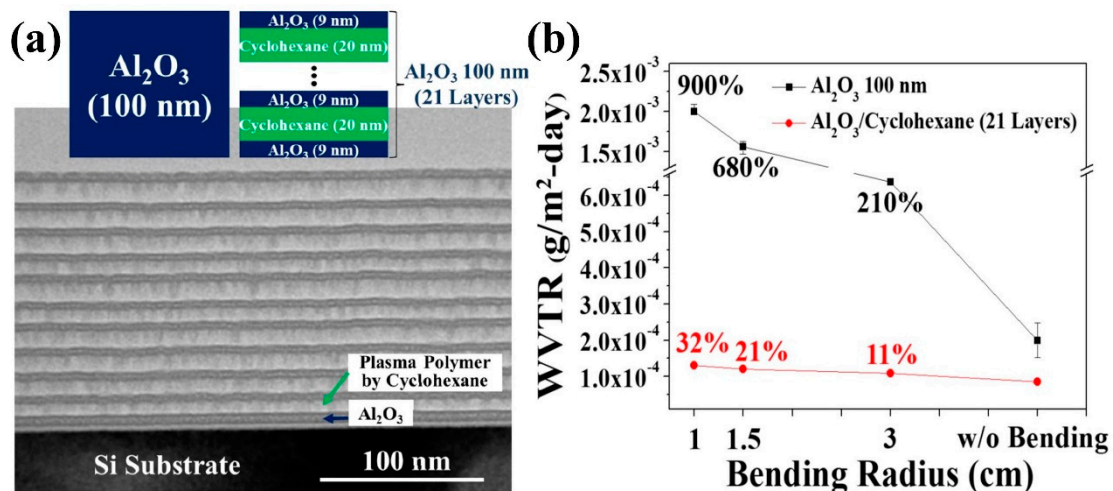 (a)
Al₂O₃
(100 nm)
Al₂O₃ (9 nm)
Cyclohexane (20 nm)
Al₂O₃ (9 nm)
Cyclohexane (20 nm)
Al₂O₃ (9 nm)
Al₂O₃ 100 nm
(21 Layers)
Plasma Polymer
by Cyclohexane
Al₂O₃
Si Substrate
100 nm
(b)
WVTR (g/m²-day)
2.5x10⁻³
2.0x10⁻³
1.5x10⁻³
6.0x10⁻⁴
5.0x10⁻⁴
4.0x10⁻⁴
3.0x10⁻⁴
2.0x10⁻⁴
1.0x10⁻⁴
900%
680%
210%
Al₂O₃ 100 nm
Al₂O₃/Cyclohexane (21 Layers)
32%
21%
11%
1
1.5
3
w/o Bending
Bending Radius (cm)